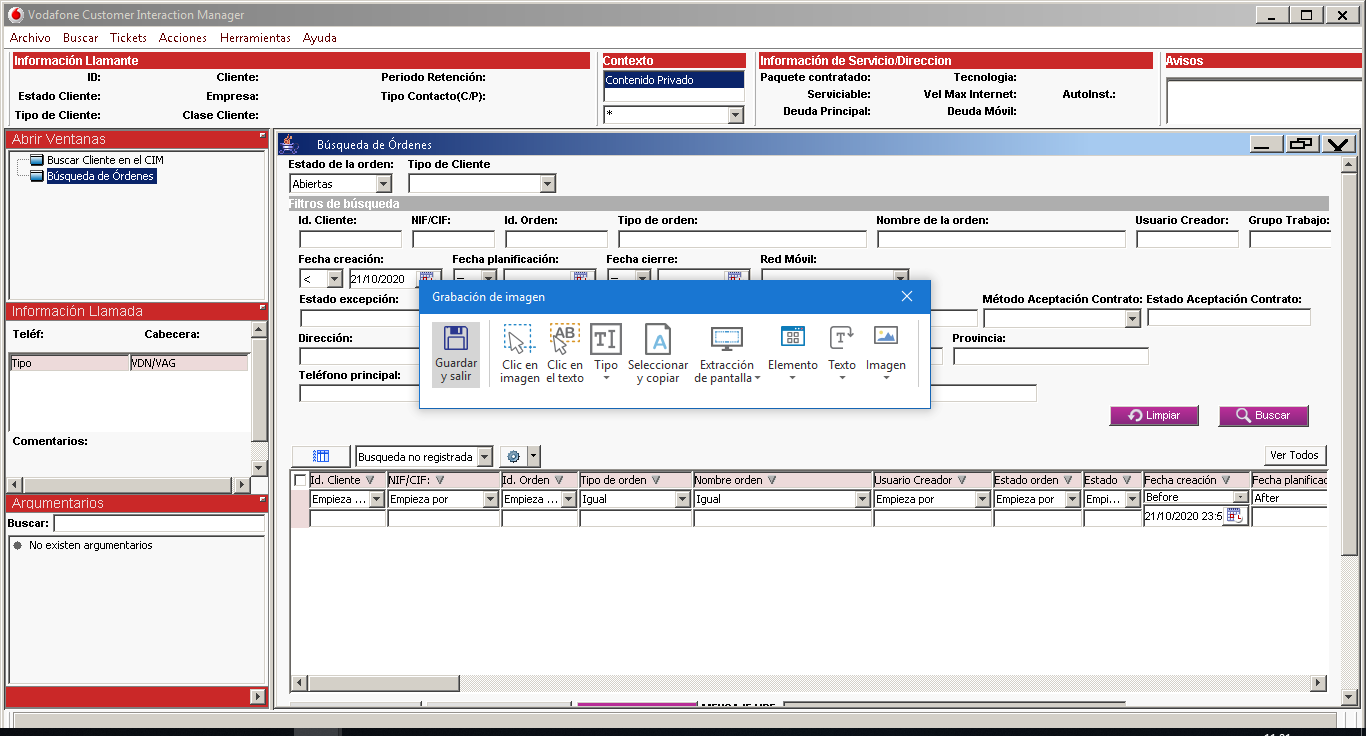 Vodafone Customer Interaction Manager
Archivo Buscar Tickets Acciones Herramientas Ayuda
Información Llamante
ID: Cliente: Periodo Retención:
Estado Cliente: Empresa: Tipo Contacto(C/P):
Tipo de Cliente: Clase Cliente:
Contexto
Contenido Privado
*
Información de Servicio/Direccion
Paquete contratado: Tecnologia:
Serviciable: Vel Max Internet: AutoInst.:
Deuda Principal: Deuda Móvil:
Avisos
Abrir Ventanas
Buscar Cliente en el CIM
Búsqueda de Órdenes
Información Llamada
Teléf: Cabecera:
Tipo VDN/VAG
Comentarios:
Argumentarios
Buscar:
No existen argumentarios
Búsqueda de Órdenes
Estado de la orden: Tipo de Cliente
Abiertas
Filtros de búsqueda
Id. Cliente: NIF/CIF: Id. Orden: Tipo de orden: Nombre de la orden: Usuario Creador: Grupo Trabajo:
Fecha creación: Fecha planificación: Fecha cierre: Red Móvil:
< 21/10/2020 = =
Estado excepción: Método Aceptación Contrato: Estado Aceptación Contrato:
Dirección: Provincia:
Teléfono principal:
Grabación de imagen
Guardar y salir
Clic en imagen
Clic en el texto
Tipo
Seleccionar y copiar
Extracción de pantalla
Elemento
Texto
Imagen
Limpiar Buscar
Busqueda no registrada Ver Todos
Id. Cliente NIF/CIF: Id. Orden Tipo de orden Nombre orden Usuario Creador Estado orden Estado Fecha creación Fecha planificac
Empieza ... Empieza por Empieza ... Igual Igual Empieza por Empieza por Empi... Before After
21/10/2020 23:5